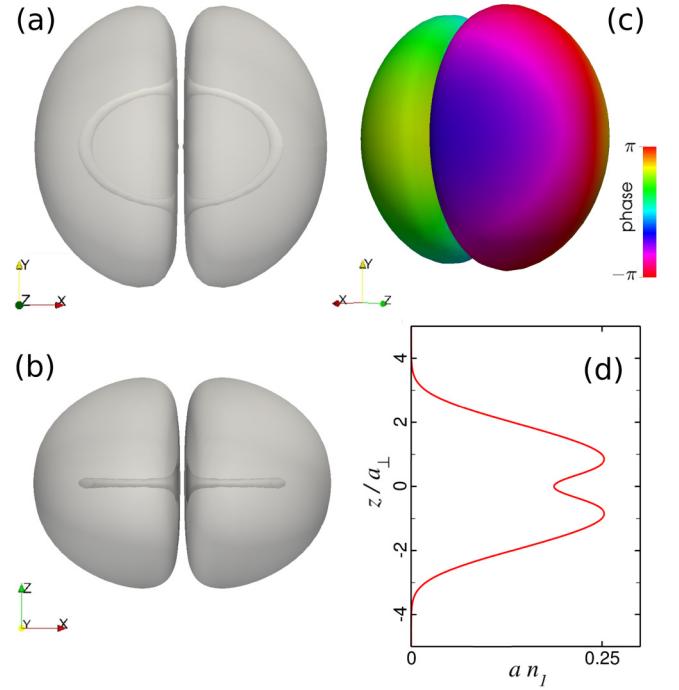 (a)
Y
Z X
(b)
Z
Y X
(c)
π
phase
−π
Y
X Z
(d)
z/a⊥
4
2
0
-2
-4
0 0.25
a n₁